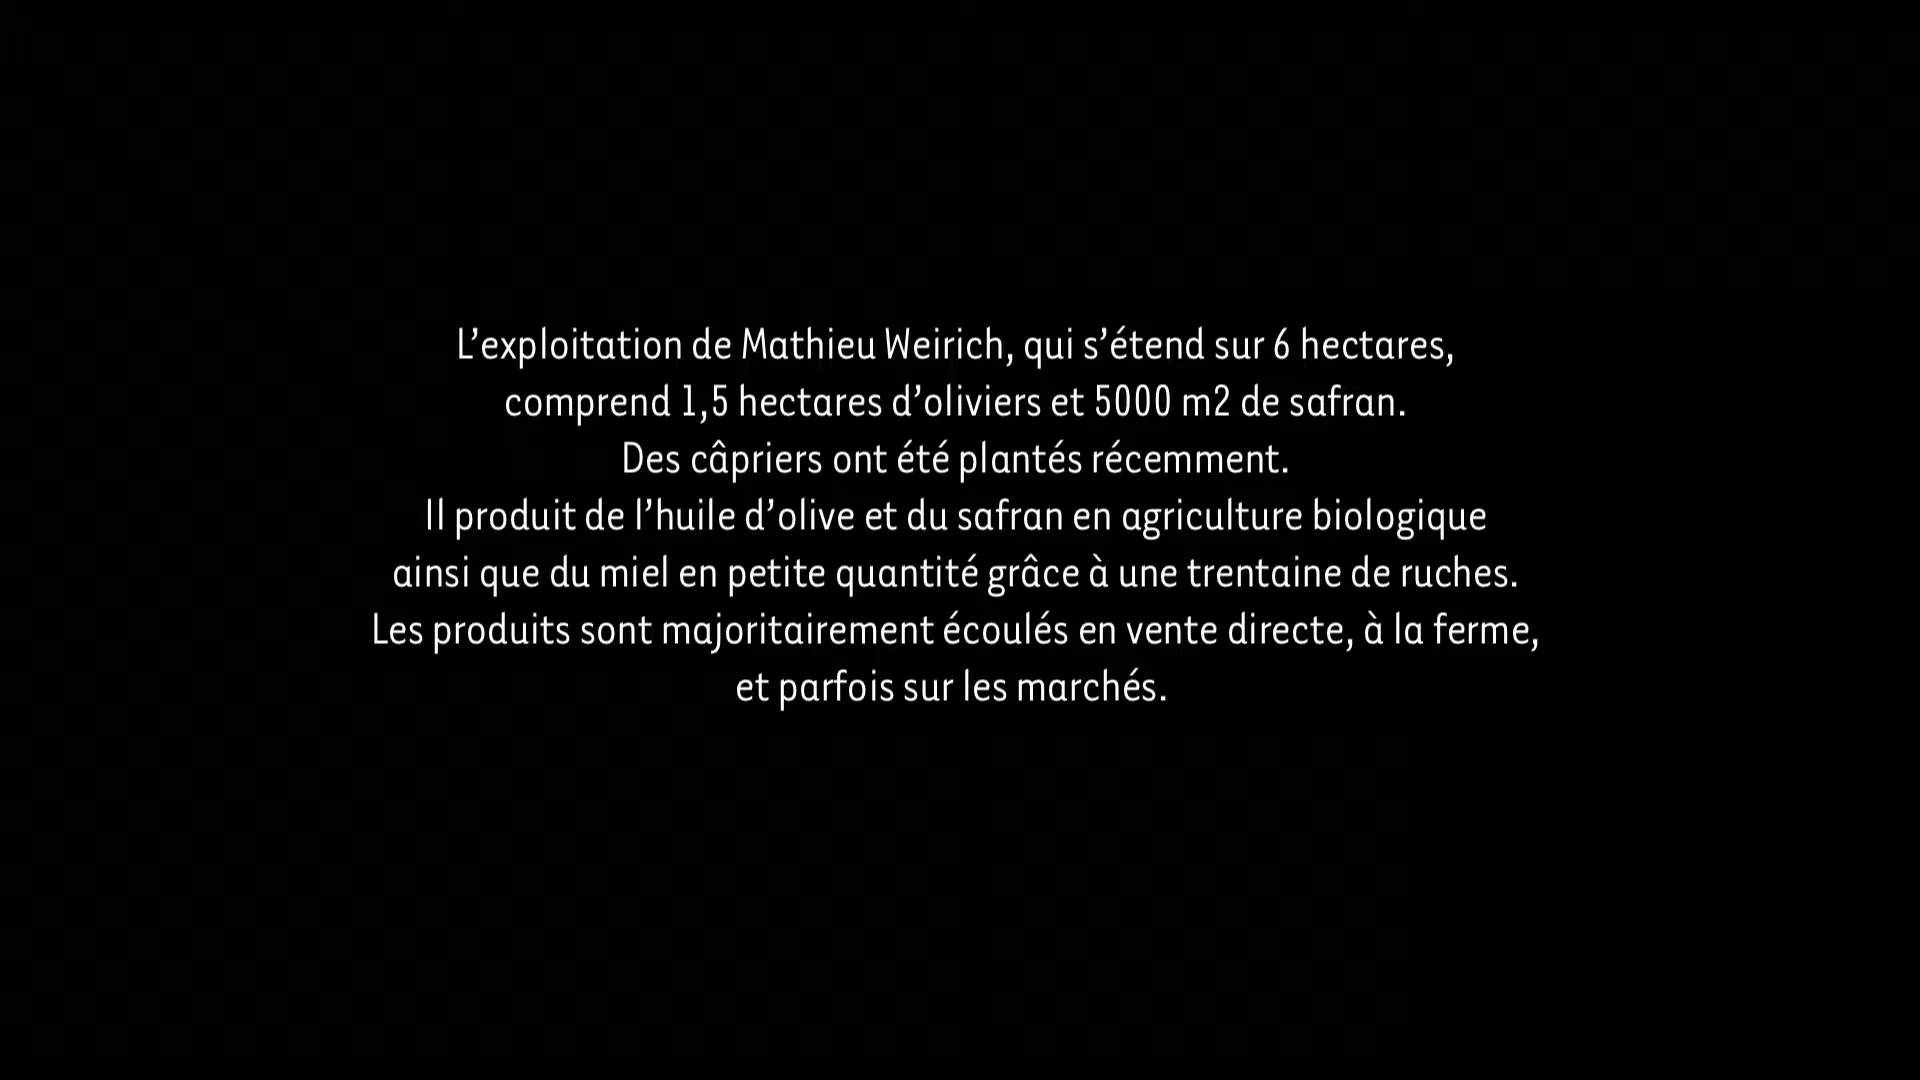 L’exploitation de Mathieu Weirich, qui s’étend sur 6 hectares,
comprend 1,5 hectares d’oliviers et 5000 m2 de safran.
Des câpriers ont été plantés récemment.
Il produit de l’huile d’olive et du safran en agriculture biologique
ainsi que du miel en petite quantité grâce à une trentaine de ruches.
Les produits sont majoritairement écoulés en vente directe, à la ferme,
et parfois sur les marchés.